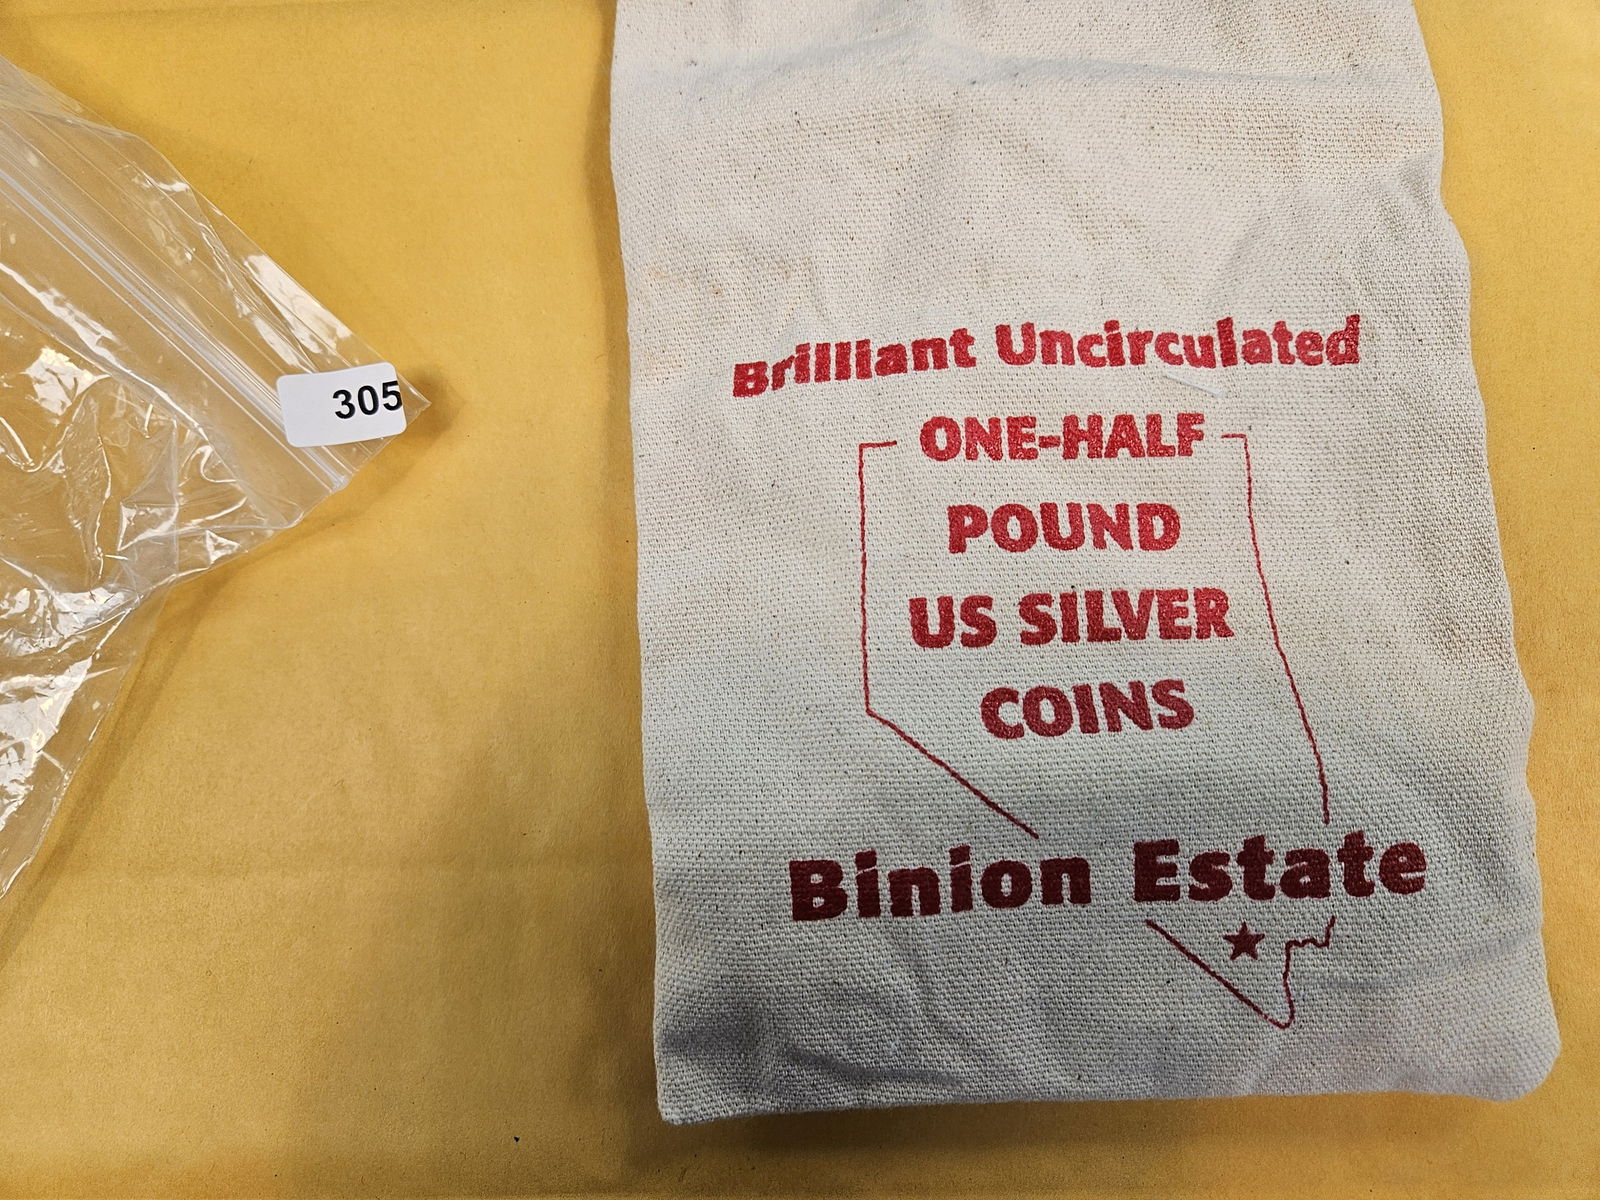 305
Brilliant Uncirculated
ONE-HALF
POUND
US SILVER
COINS
Binion Estate